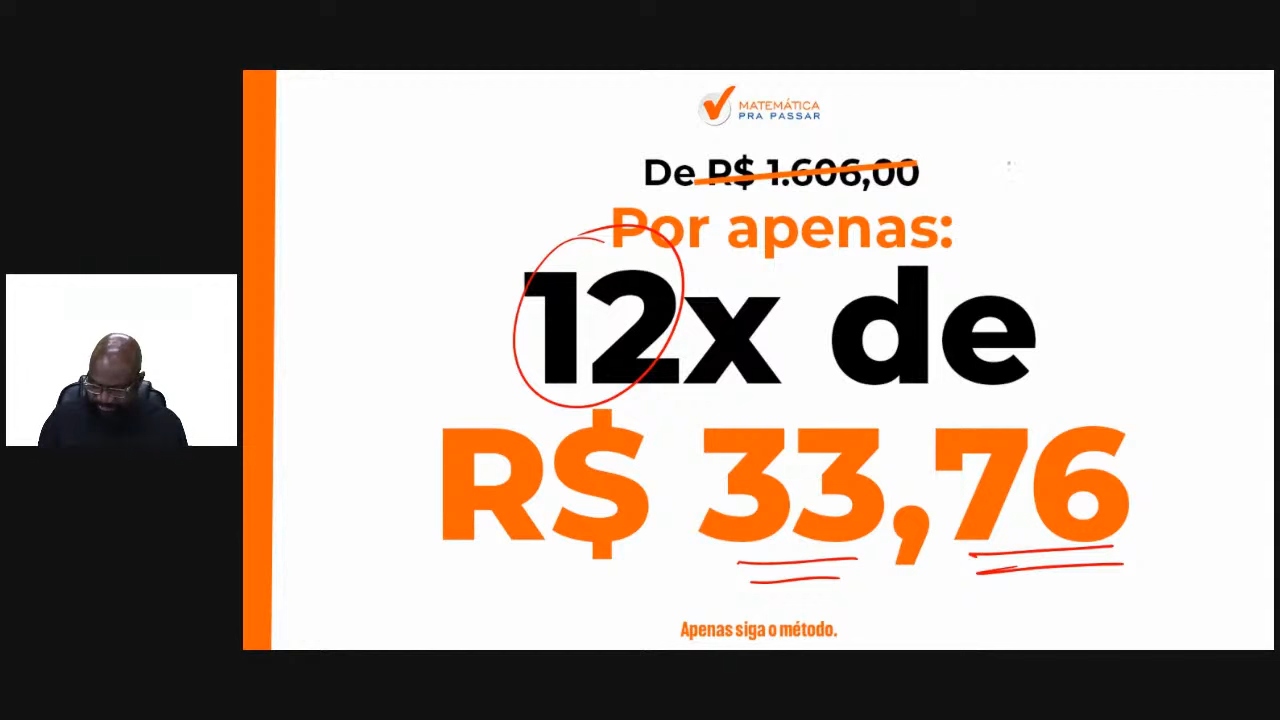 MATEMÁTICA
PRA PASSAR
De R$ 1.606,00
Por apenas:
12x de
R$ 33,76
Apenas siga o método.